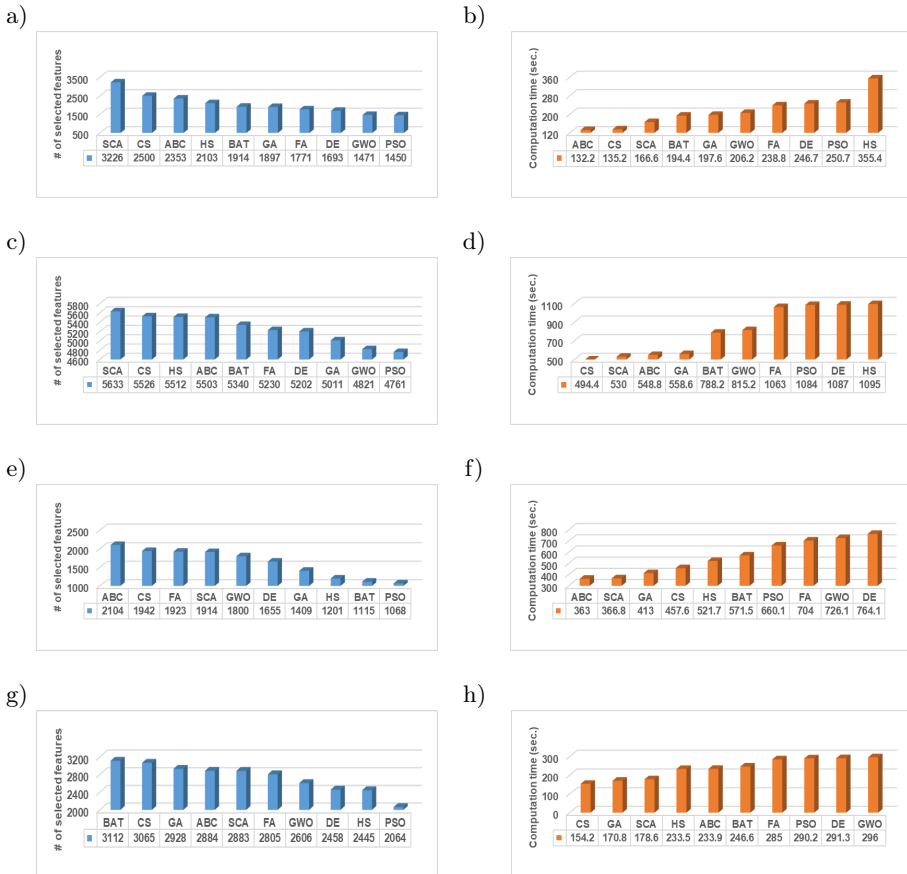 a)
# of selected features
3500
2500
1500
500
SCA CS ABC HS BAT GA FA DE GWO PSO
3226 2500 2353 2103 1914 1897 1771 1693 1471 1450
b)
Computation time (sec.)
360
280
200
120
ABC CS SCA BAT GA GWO FA DE PSO HS
132.2 135.2 166.6 194.4 197.6 206.2 238.8 246.7 250.7 355.4
c)
# of selected features
5800
5600
5400
5200
5000
4800
4600
SCA CS HS ABC BAT FA DE GA GWO PSO
5633 5526 5512 5503 5340 5230 5202 5011 4821 4761
d)
Computation time (sec.)
1100
900
700
500
CS SCA ABC GA BAT GWO FA PSO DE HS
494.4 530 548.8 558.6 788.2 815.2 1063 1084 1087 1095
e)
# of selected features
2500
2000
1500
1000
ABC CS FA SCA GWO DE GA HS BAT PSO
2104 1942 1923 1914 1800 1655 1409 1201 1115 1068
f)
Computation time (sec.)
800
700
600
500
400
300
ABC SCA GA CS HS BAT PSO FA GWO DE
363 366.8 413 457.6 521.7 571.5 660.1 704 726.1 764.1
g)
# of selected features
3200
2800
2400
2000
BAT CS GA ABC SCA FA GWO DE HS PSO
3112 3065 2928 2884 2883 2805 2606 2458 2445 2064
h)
Computation time (sec.)
300
200
100
0
CS GA SCA HS ABC BAT FA PSO DE GWO
154.2 170.8 178.6 233.5 233.9 246.6 285 290.2 291.3 296